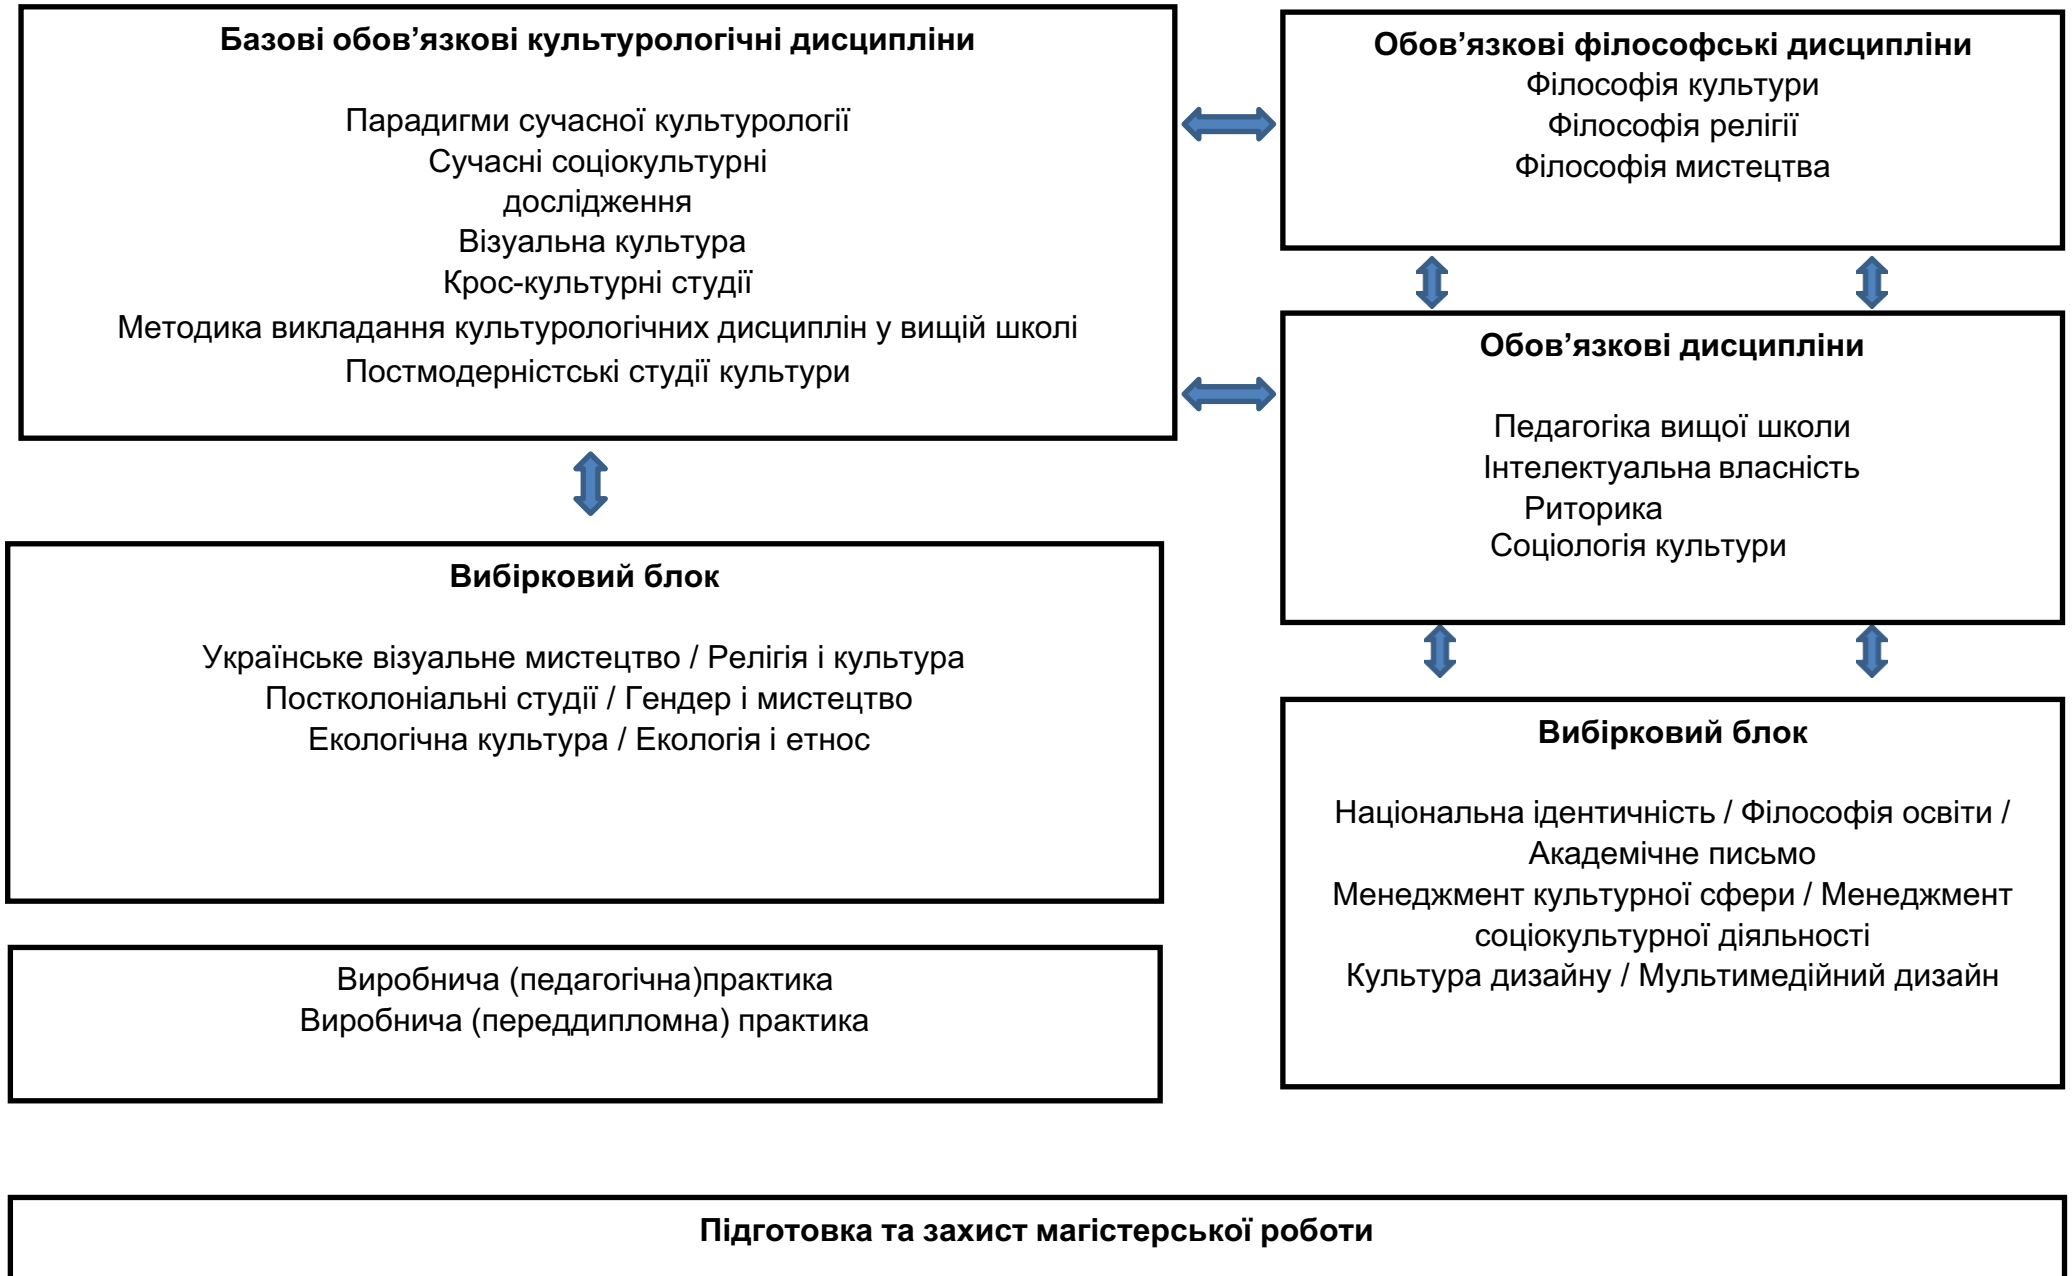 Базові обов’язкові культурологічні дисципліни
Парадигми сучасної культурології
Сучасні соціокультурні
дослідження
Візуальна культура
Крос-культурні студії
Методика викладання культурологічних дисциплін у вищій школі
Постмодерністські студії культури
Обов’язкові філософські дисципліни
Філософія культури
Філософія релігії
Філософія мистецтва
Обов’язкові дисципліни
Педагогіка вищої школи
Інтелектуальна власність
Риторика
Соціологія культури
Вибірковий блок
Українське візуальне мистецтво / Релігія і культура
Постколоніальні студії / Гендер і мистецтво
Екологічна культура / Екологія і етнос
Вибірковий блок
Національна ідентичність / Філософія освіти /
Академічне письмо
Менеджмент культурної сфери / Менеджмент
соціокультурної діяльності
Культура дизайну / Мультимедійний дизайн
Виробнича (педагогічна)практика
Виробнича (переддипломна) практика
Підготовка та захист магістерської роботи